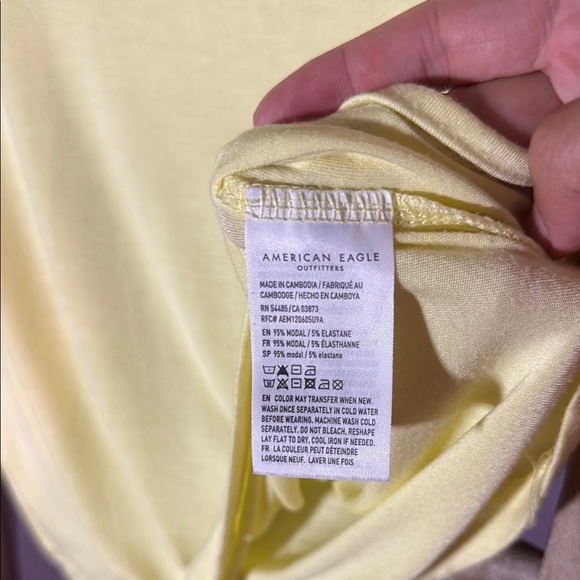 AMERICAN EAGLE
OUTFITTERS
MADE IN CAMBODIA / FABRIQUÉ AU
CAMBODGE / HECHO EN CAMBOYA
RN 54485/CA 03873
RFC# AEM120605U9A
EN 95% MODAL / 5% ELASTANE
FR 95% MODAL / 5% ÉLASTHANNE
SP 95% modal / 5% elastano
EN COLOR MAY TRANSFER WHEN NEW.
WASH ONCE SEPARATELY IN COLD WATER
BEFORE WEARING. MACHINE WASH COLD
SEPARATELY. DO NOT BLEACH. RESHAPE
LAY FLAT TO DRY, COOL IRON IF NEEDED.
FR LA COULEUR PEUT DÉTEINDRE
LORSQUE NEUF. LAVER UNE FOIS